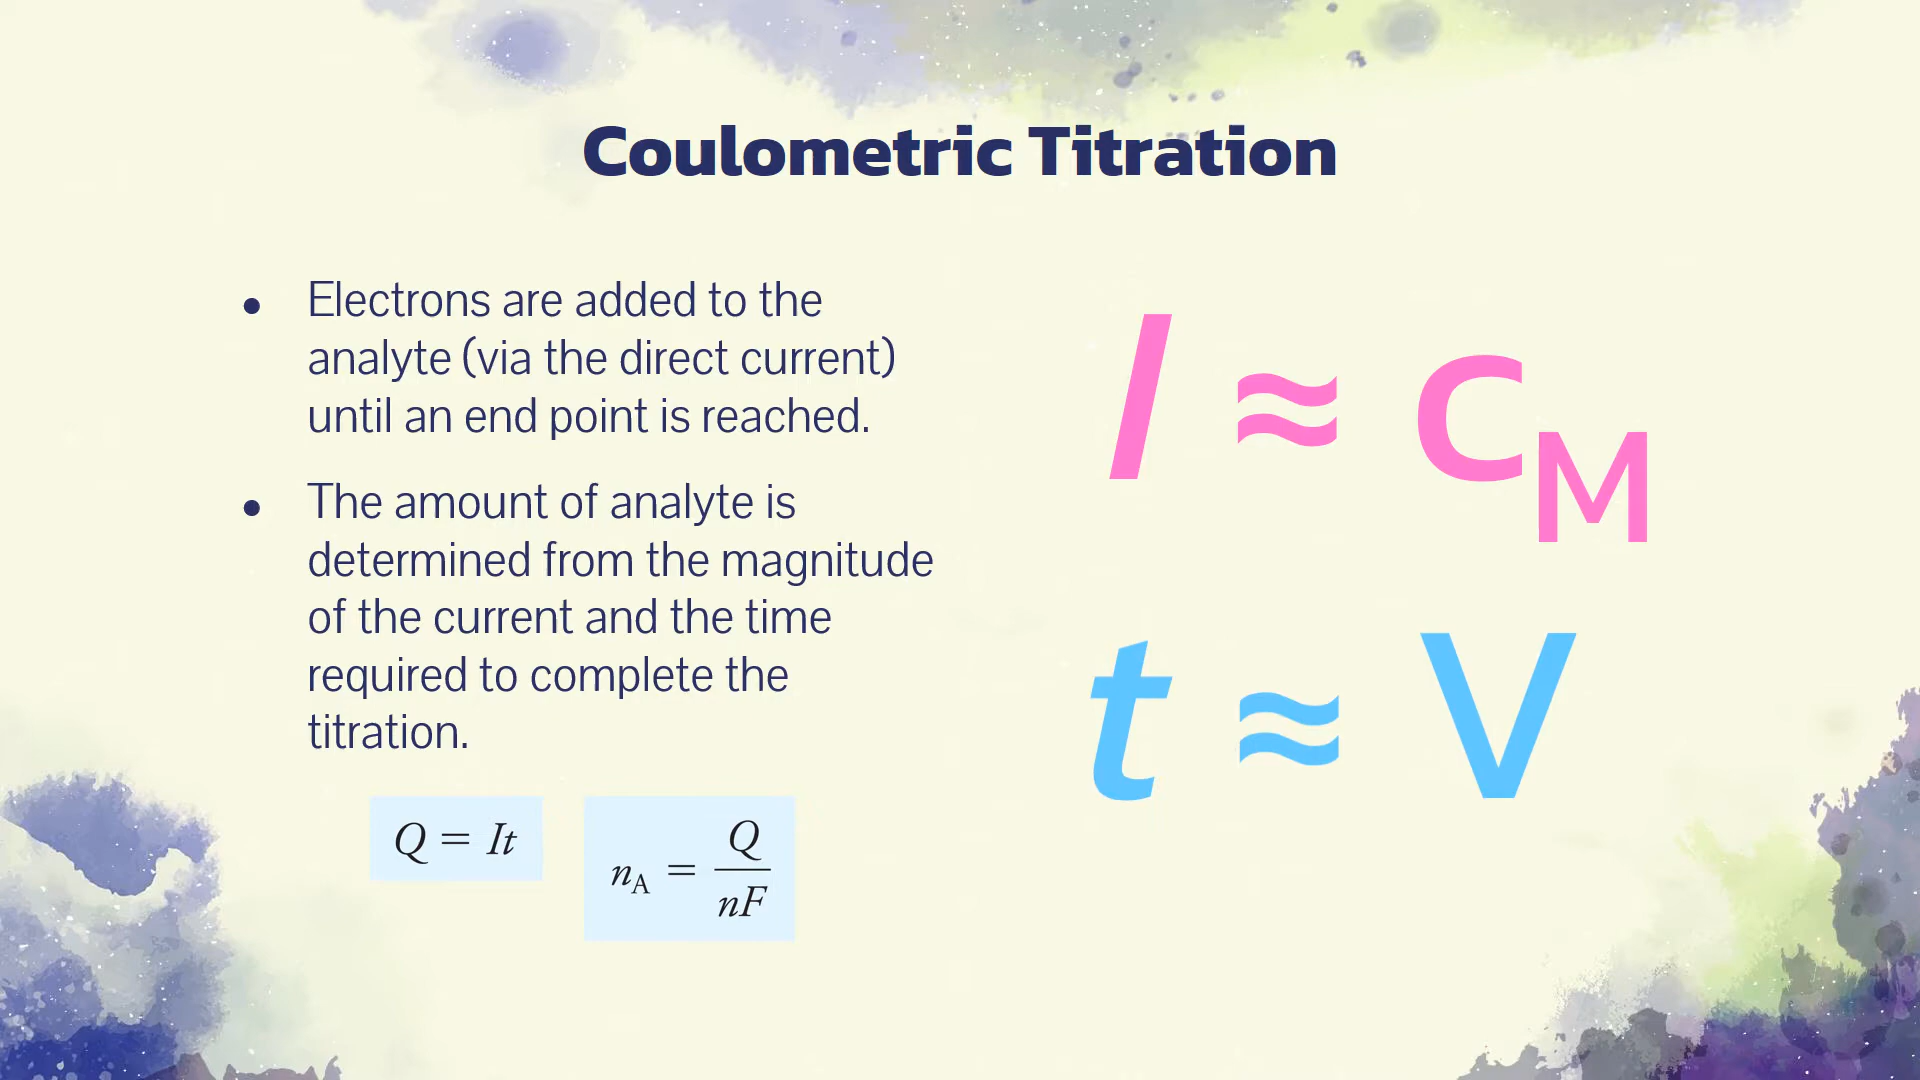 Coulometric Titration
• Electrons are added to the
analyte (via the direct current)
until an end point is reached.
• The amount of analyte is
determined from the magnitude
of the current and the time
required to complete the
titration.
Q = It
n_A = Q/nF
I ≈ c_M
t ≈ V